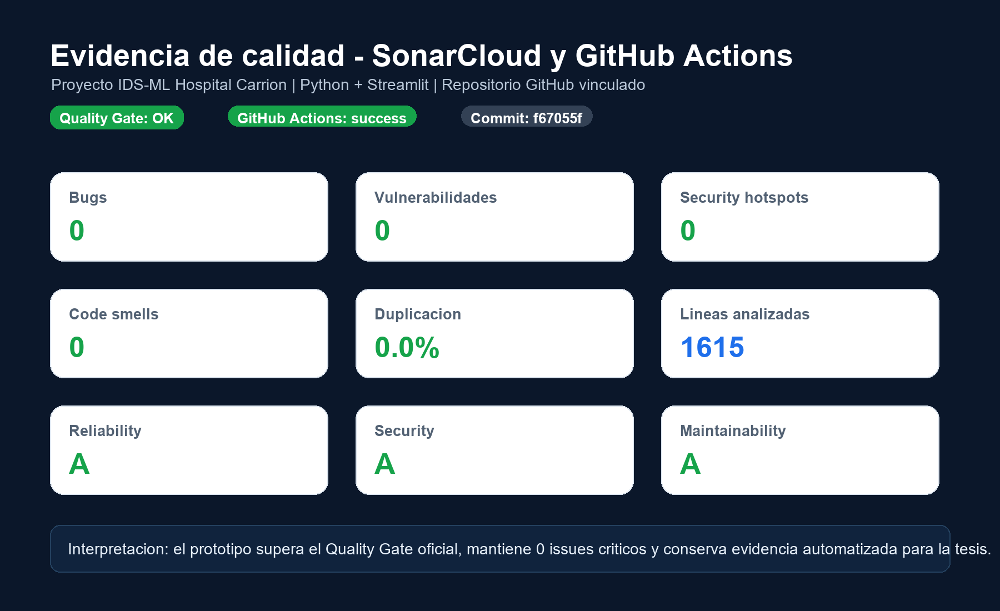 Evidencia de calidad - SonarCloud y GitHub Actions
Proyecto IDS-ML Hospital Carrion | Python + Streamlit | Repositorio GitHub vinculado
Quality Gate: OK
GitHub Actions: success
Commit: f67055f
Bugs
0
Vulnerabilidades
0
Security hotspots
0
Code smells
0
Duplicacion
0.0%
Lineas analizadas
1615
Reliability
A
Security
A
Maintainability
A
Interpretacion: el prototipo supera el Quality Gate oficial, mantiene 0 issues criticos y conserva evidencia automatizada para la tesis.